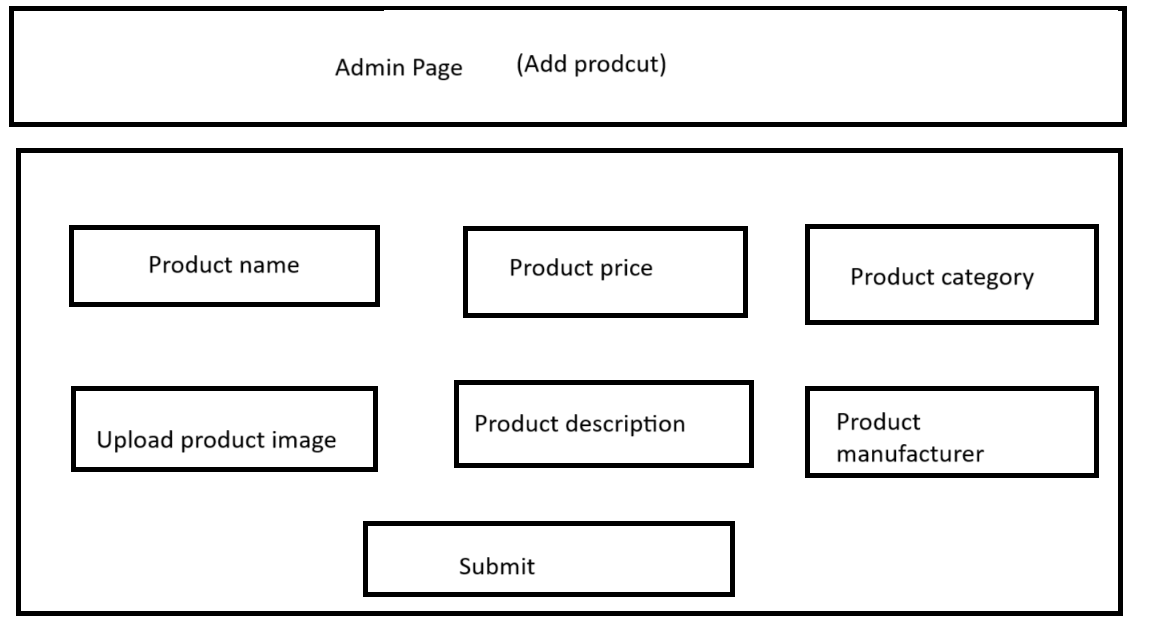 Admin Page (Add prodcut)
Product name
Product price
Product category
Upload product image
Product description
Product
manufacturer
Submit